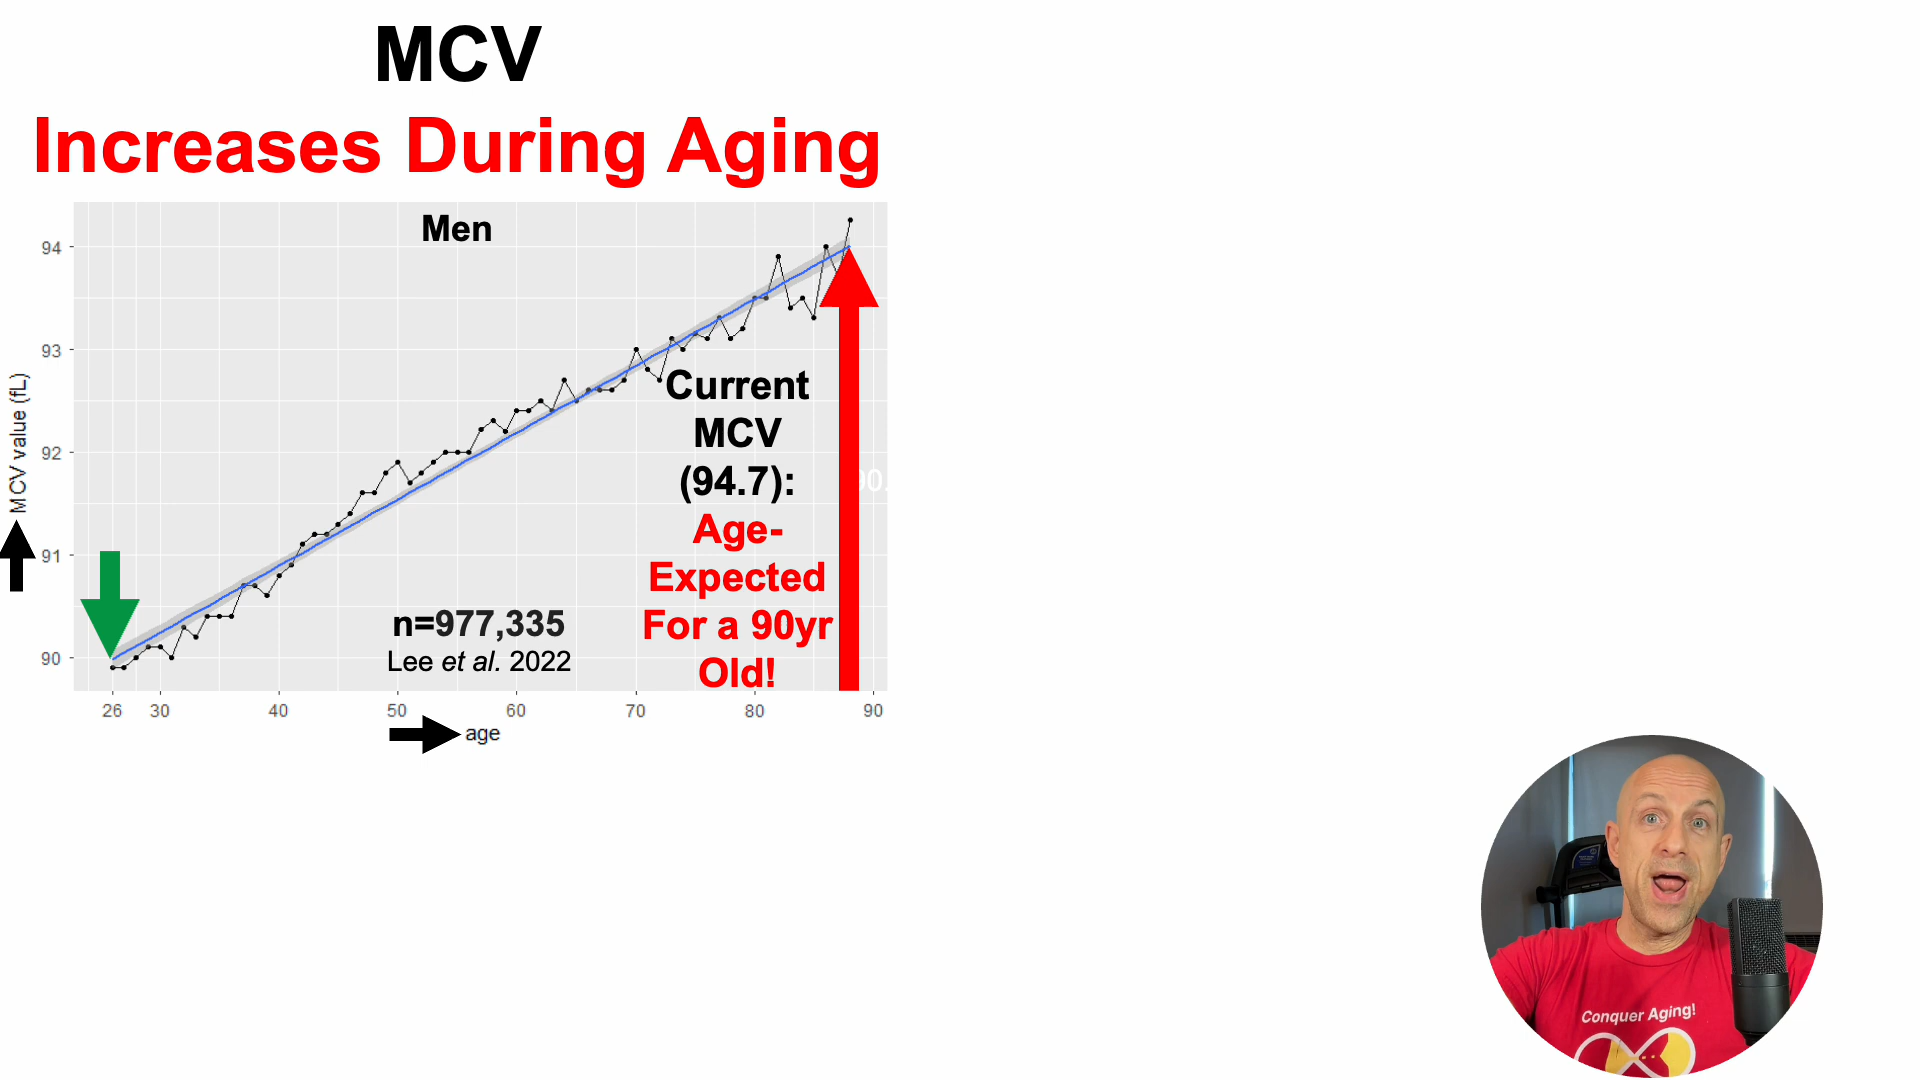 MCV
Increases During Aging
Men
94
93
92
91
90
MCV value (fL)
Current
MCV
(94.7):
Age-
Expected
For a 90yr
Old!
90.
n=977,335
Lee et al. 2022
26 30 40 50 60 70 80 90
age
Conquer Aging!